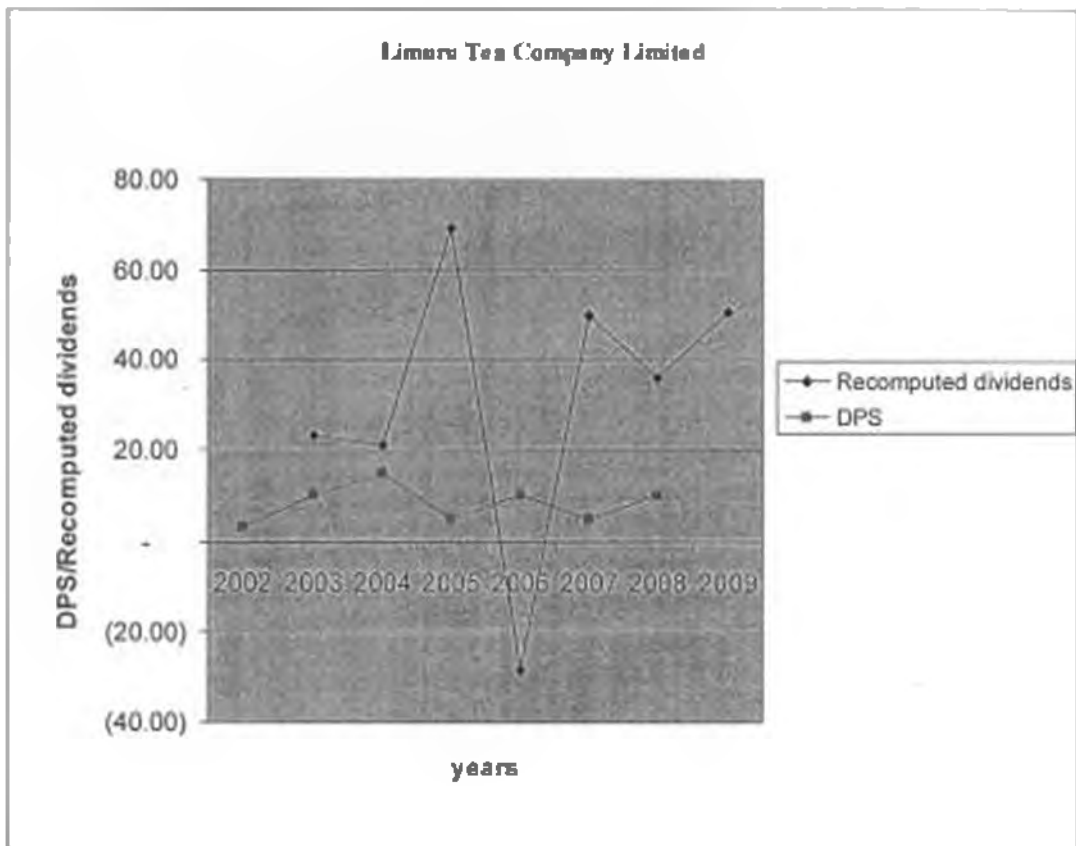 Limuru Tea Company Limited
80.00
60.00
40.00
20.00
-
(20.00)
(40.00)
DPS/Recomputed dividends
2002 2003 2004 2005 2006 2007 2008 2009
years
Recomputed dividends
DPS